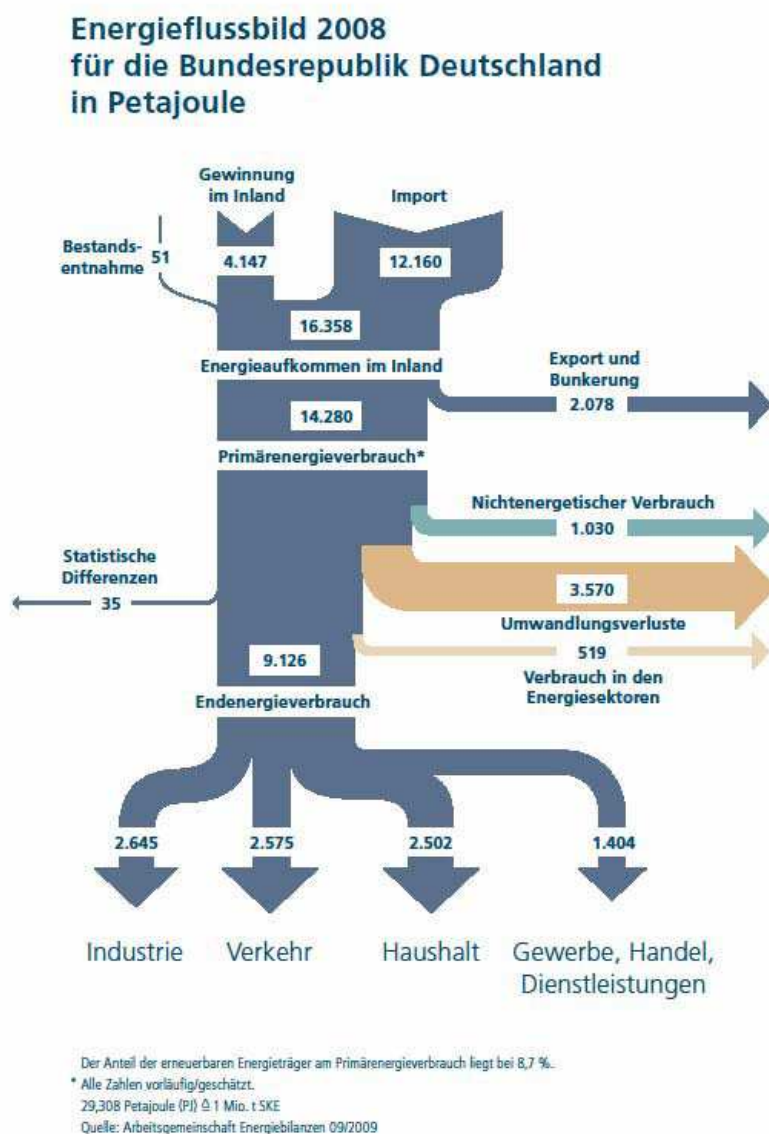 Energieflussbild 2008
für die Bundesrepublik Deutschland
in Petajoule
Gewinnung
im Inland
Import
Bestands-
entnahme
51
4.147
12.160
16.358
Energieaufkommen im Inland
Export und
Bunkerung
2.078
14.280
Primärenergieverbrauch*
Nichtenergetischer Verbrauch
1.030
Statistische
Differenzen
35
3.570
Umwandlungsverluste
519
Verbrauch in den
Energiesektoren
9.126
Endenergieverbrauch
2.645
2.575
2.502
1.404
Industrie
Verkehr
Haushalt
Gewerbe, Handel,
Dienstleistungen
Der Anteil der erneuerbaren Energieträger am Primärenergieverbrauch liegt bei 8,7 %.
* Alle Zahlen vorläufig/geschätzt.
29,308 Petajoule (PJ) ≙ 1 Mio. t SKE
Quelle: Arbeitsgemeinschaft Energiebilanzen 09/2009